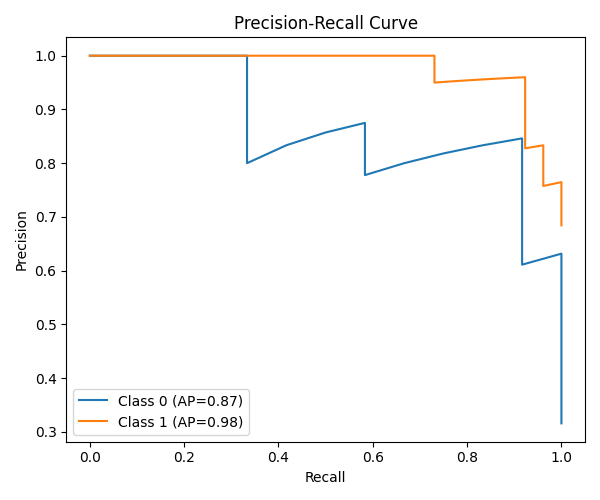 Precision-Recall Curve
1.0
0.9
0.8
0.7
0.6
0.5
0.4
0.3
Precision
Class 0 (AP=0.87)
Class 1 (AP=0.98)
0.0 0.2 0.4 0.6 0.8 1.0
Recall